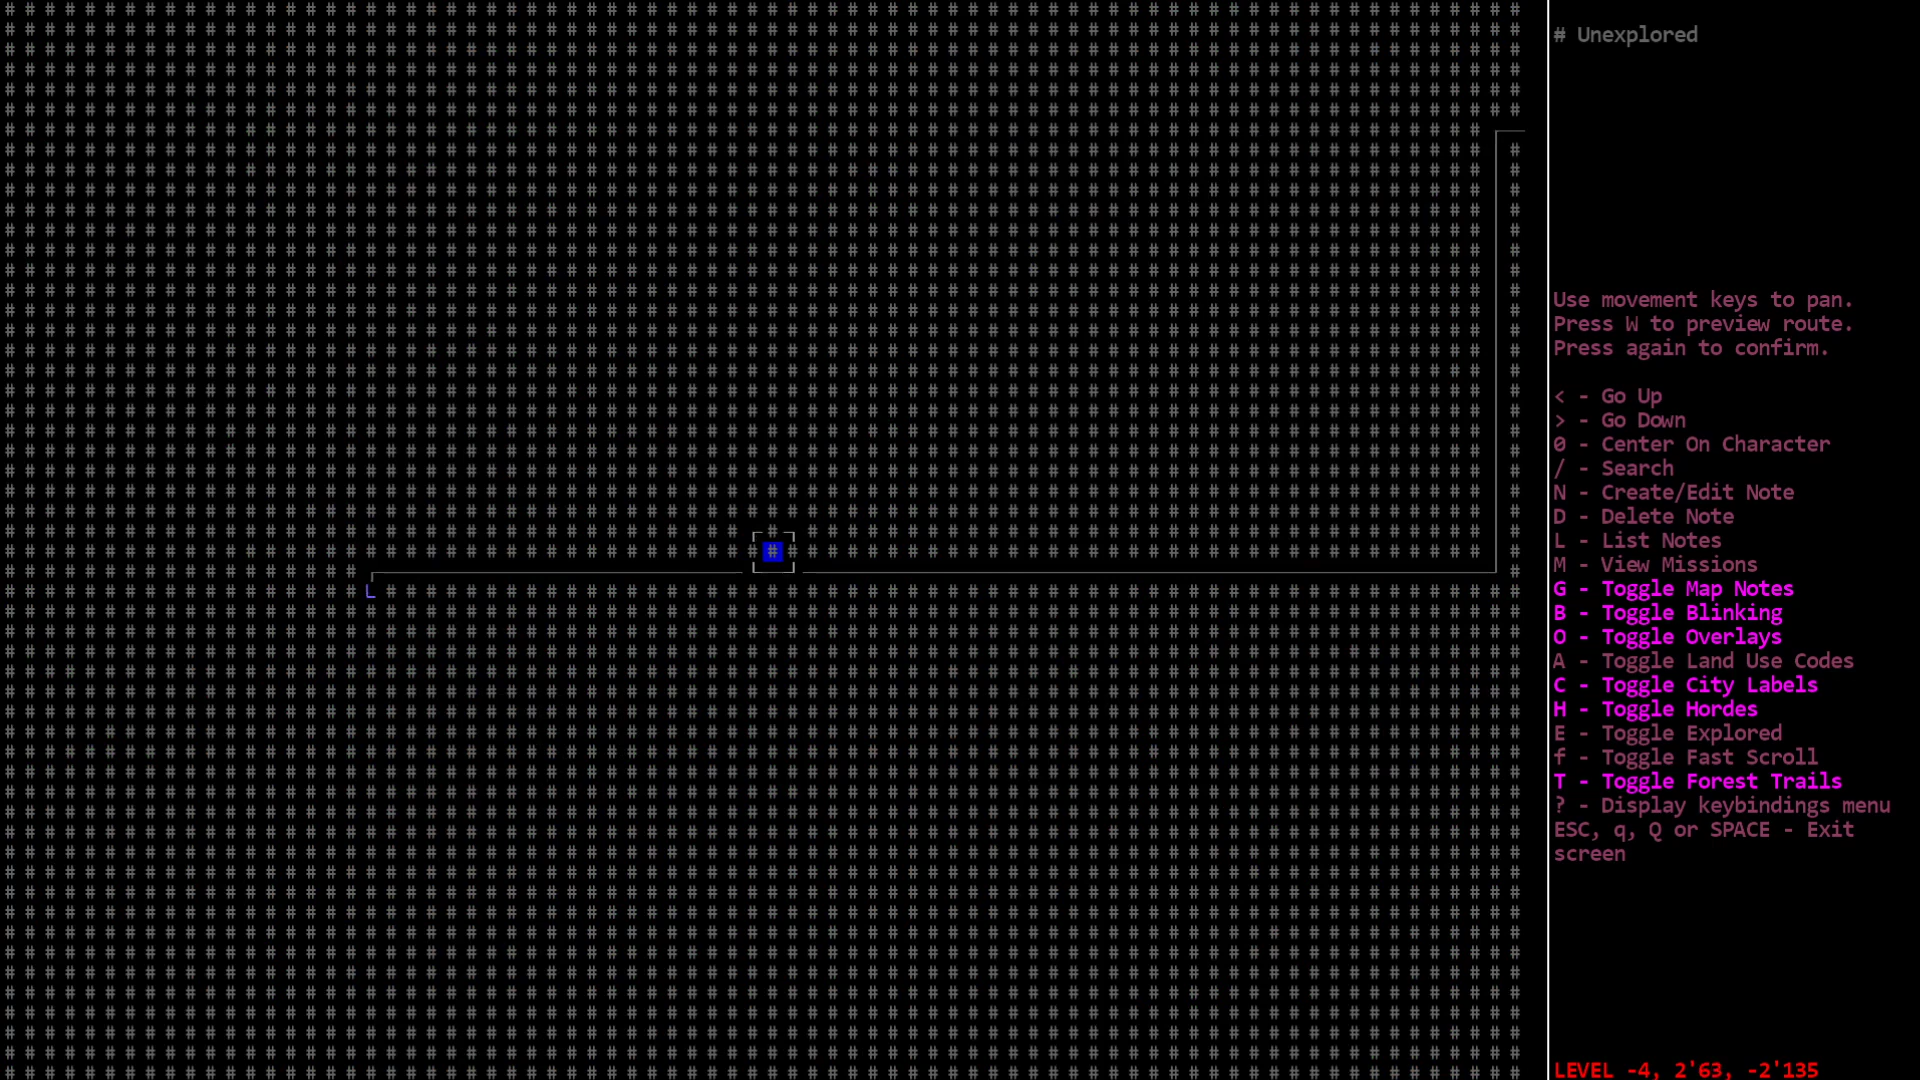 # Unexplored
Use movement keys to pan.
Press W to preview route.
Press again to confirm.
< - Go Up
> - Go Down
0 - Center On Character
/ - Search
N - Create/Edit Note
D - Delete Note
L - List Notes
M - View Missions
G - Toggle Map Notes
B - Toggle Blinking
O - Toggle Overlays
A - Toggle Land Use Codes
C - Toggle City Labels
H - Toggle Hordes
E - Toggle Explored
f - Toggle Fast Scroll
T - Toggle Forest Trails
? - Display keybindings menu
ESC, q, Q or SPACE - Exit
screen
LEVEL -4, 2'63, -2'135